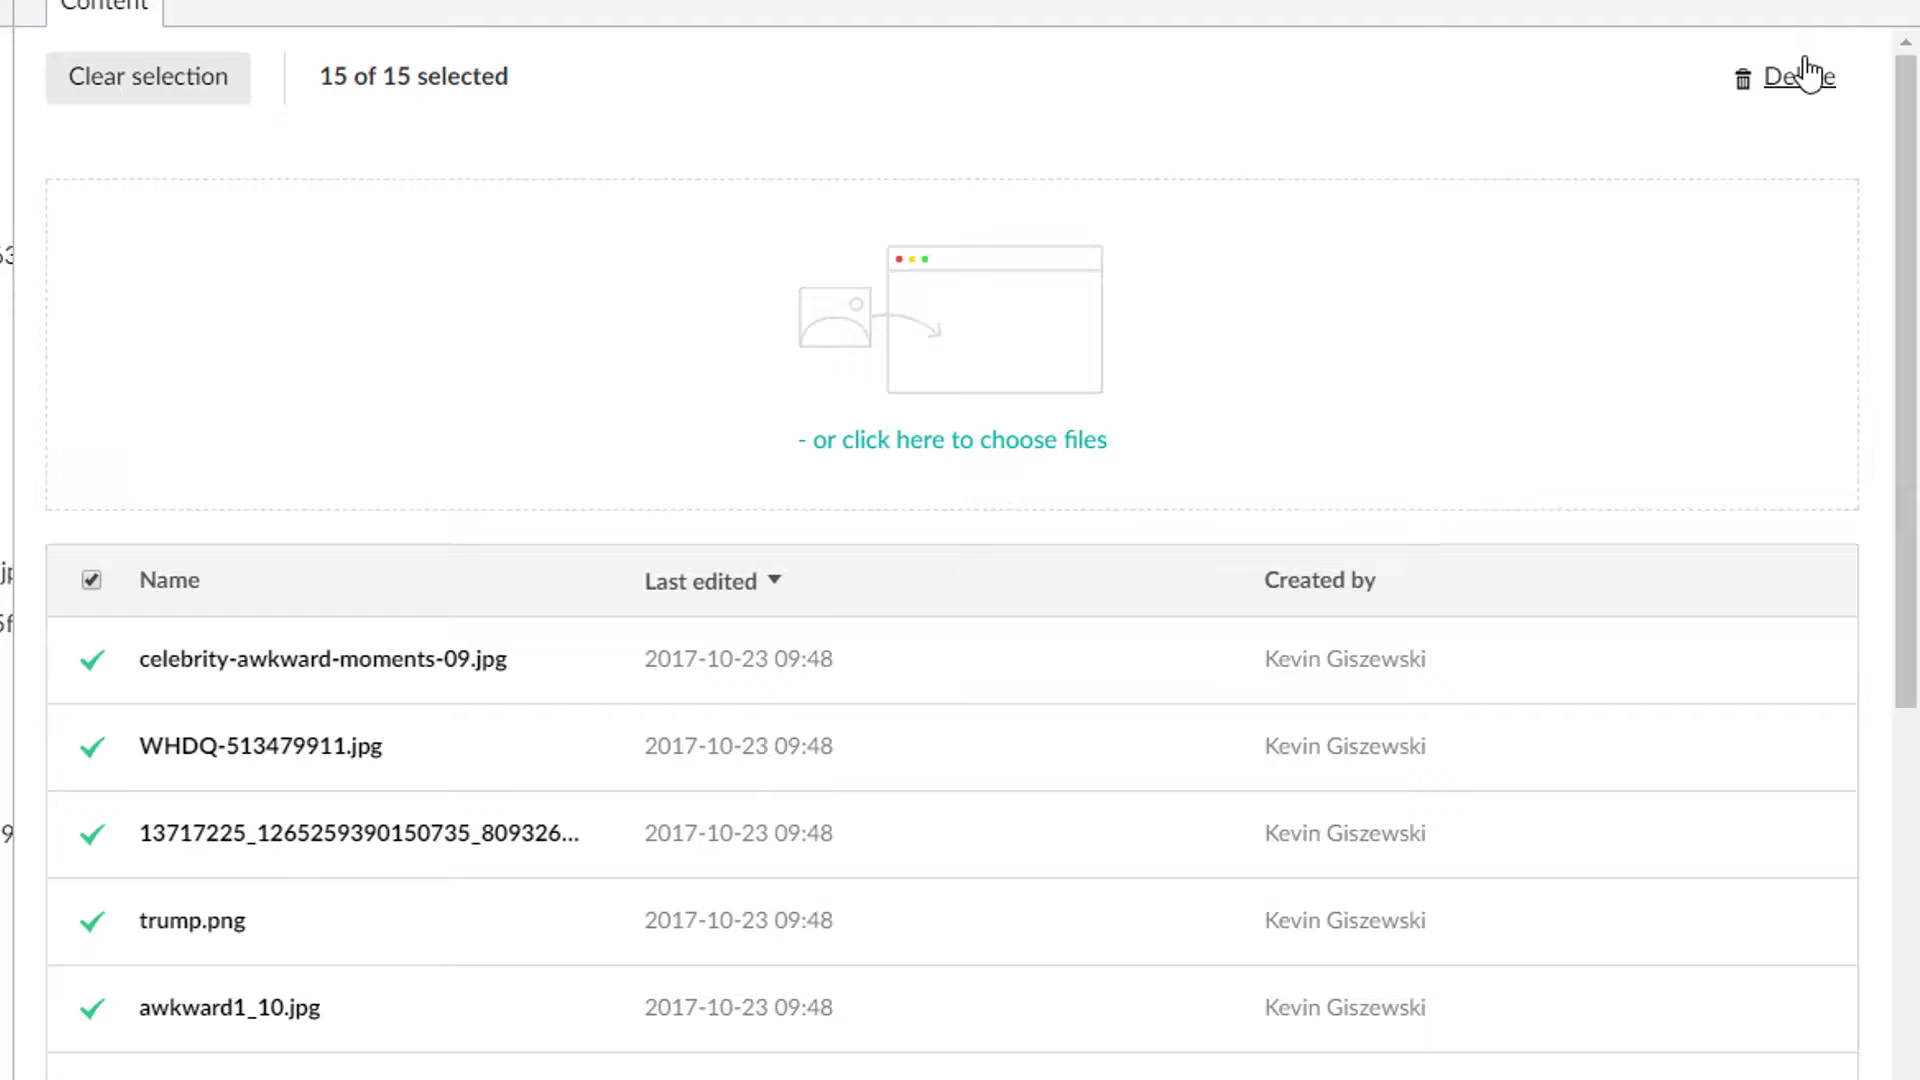 Content
Clear selection
15 of 15 selected
- or click here to choose files
Name Last edited Created by
celebrity-awkward-moments-09.jpg 2017-10-23 09:48 Kevin Giszewski
WHDQ-513479911.jpg 2017-10-23 09:48 Kevin Giszewski
13717225_1265259390150735_809326... 2017-10-23 09:48 Kevin Giszewski
trump.png 2017-10-23 09:48 Kevin Giszewski
awkward1_10.jpg 2017-10-23 09:48 Kevin Giszewski